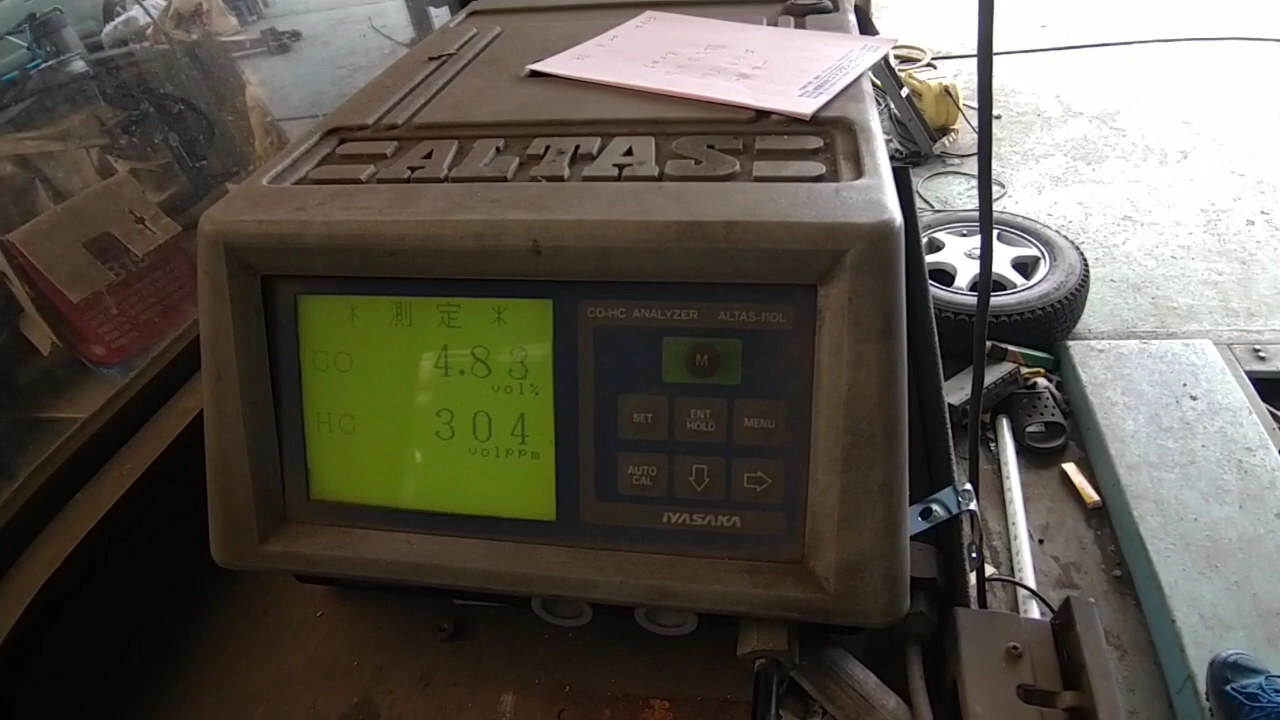 ALTAS
* 測 定 *
CO 4.83
vol%
HC 304
volppm
CO-HC ANALYZER ALTAS-110L
M
SET
ENT
HOLD
MENU
AUTO
CAL
IYASAKA